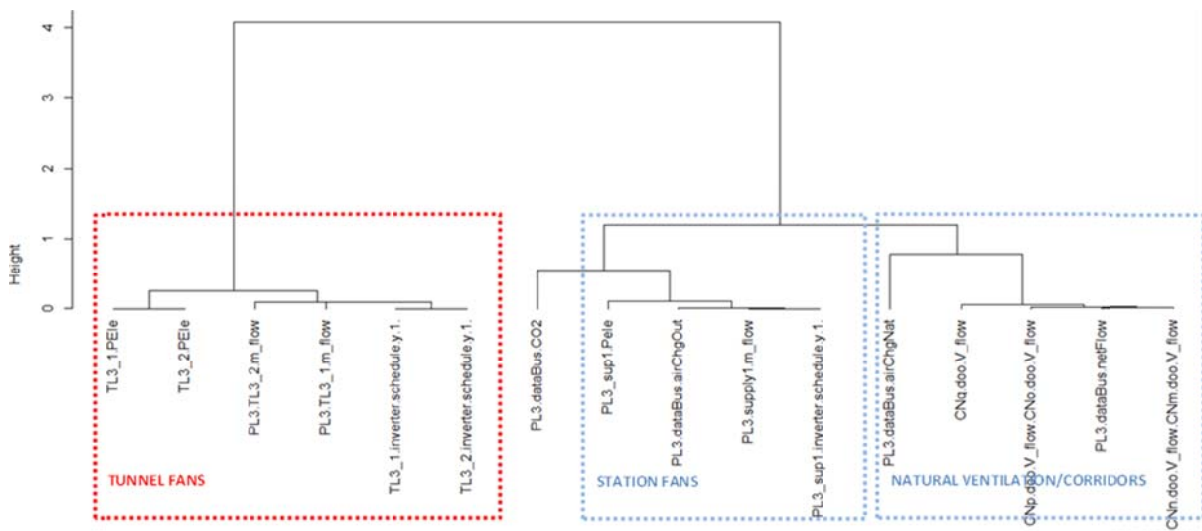 4
3
2
1
0
Height
TL3_1.PEle
TL3_2.PEle
PL3.TL3_2.m_flow
PL3.TL3_1.m_flow
TL3_1.inverter.schedule.y.1.
TL3_2.inverter.schedule.y.1.
PL3.dataBus.CO2
PL3_sup1.Pele
PL3.dataBus.airChgOut
PL3.supply1.m_flow
PL3_sup1.inverter.schedule.y.1.
PL3.dataBus.airChgNat
CNq.doo.V_flow
CNp.doo.V_flow.CNo.doo.V_flow
PL3.dataBus.netFlow
CNn.doo.V_flow.CNm.doo.V_flow
TUNNEL FANS
STATION FANS
NATURAL VENTILATION/CORRIDORS